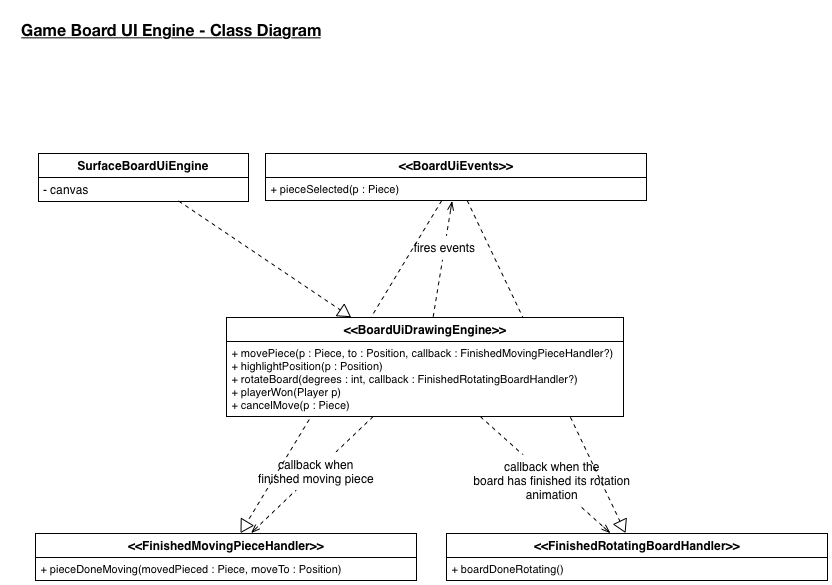 Game Board UI Engine - Class Diagram
SurfaceBoardUiEngine
- canvas
<<BoardUiEvents>>
+ pieceSelected(p : Piece)
fires events
<<BoardUiDrawingEngine>>
+ movePiece(p : Piece, to : Position, callback : FinishedMovingPieceHandler?)
+ highlightPosition(p : Position)
+ rotateBoard(degrees : int, callback : FinishedRotatingBoardHandler?)
+ playerWon(Player p)
+ cancelMove(p : Piece)
callback when
finished moving piece
callback when the
board has finished its rotation
animation
<<FinishedMovingPieceHandler>>
+ pieceDoneMoving(movedPieced : Piece, moveTo : Position)
<<FinishedRotatingBoardHandler>>
+ boardDoneRotating()